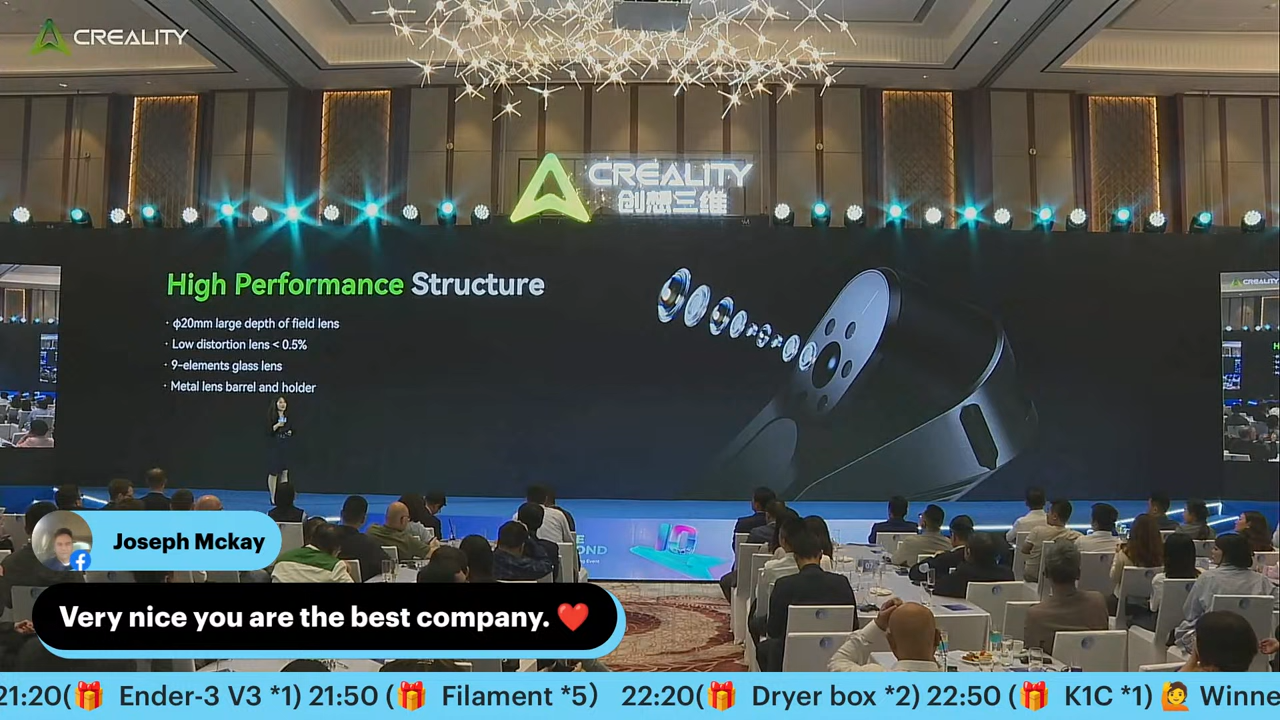 CREALITY
CREALITY
创想三维
High Performance Structure
· φ20mm large depth of field lens
· Low distortion lens < 0.5%
· 9-elements glass lens
· Metal lens barrel and holder
CREALITY
10
Joseph Mckay
Very nice you are the best company. ❤️
21:20(🎁 Ender-3 V3 *1) 21:50 (🎁 Filament *5) 22:20(🎁 Dryer box *2) 22:50 (🎁 K1C *1) 🙋 Winne